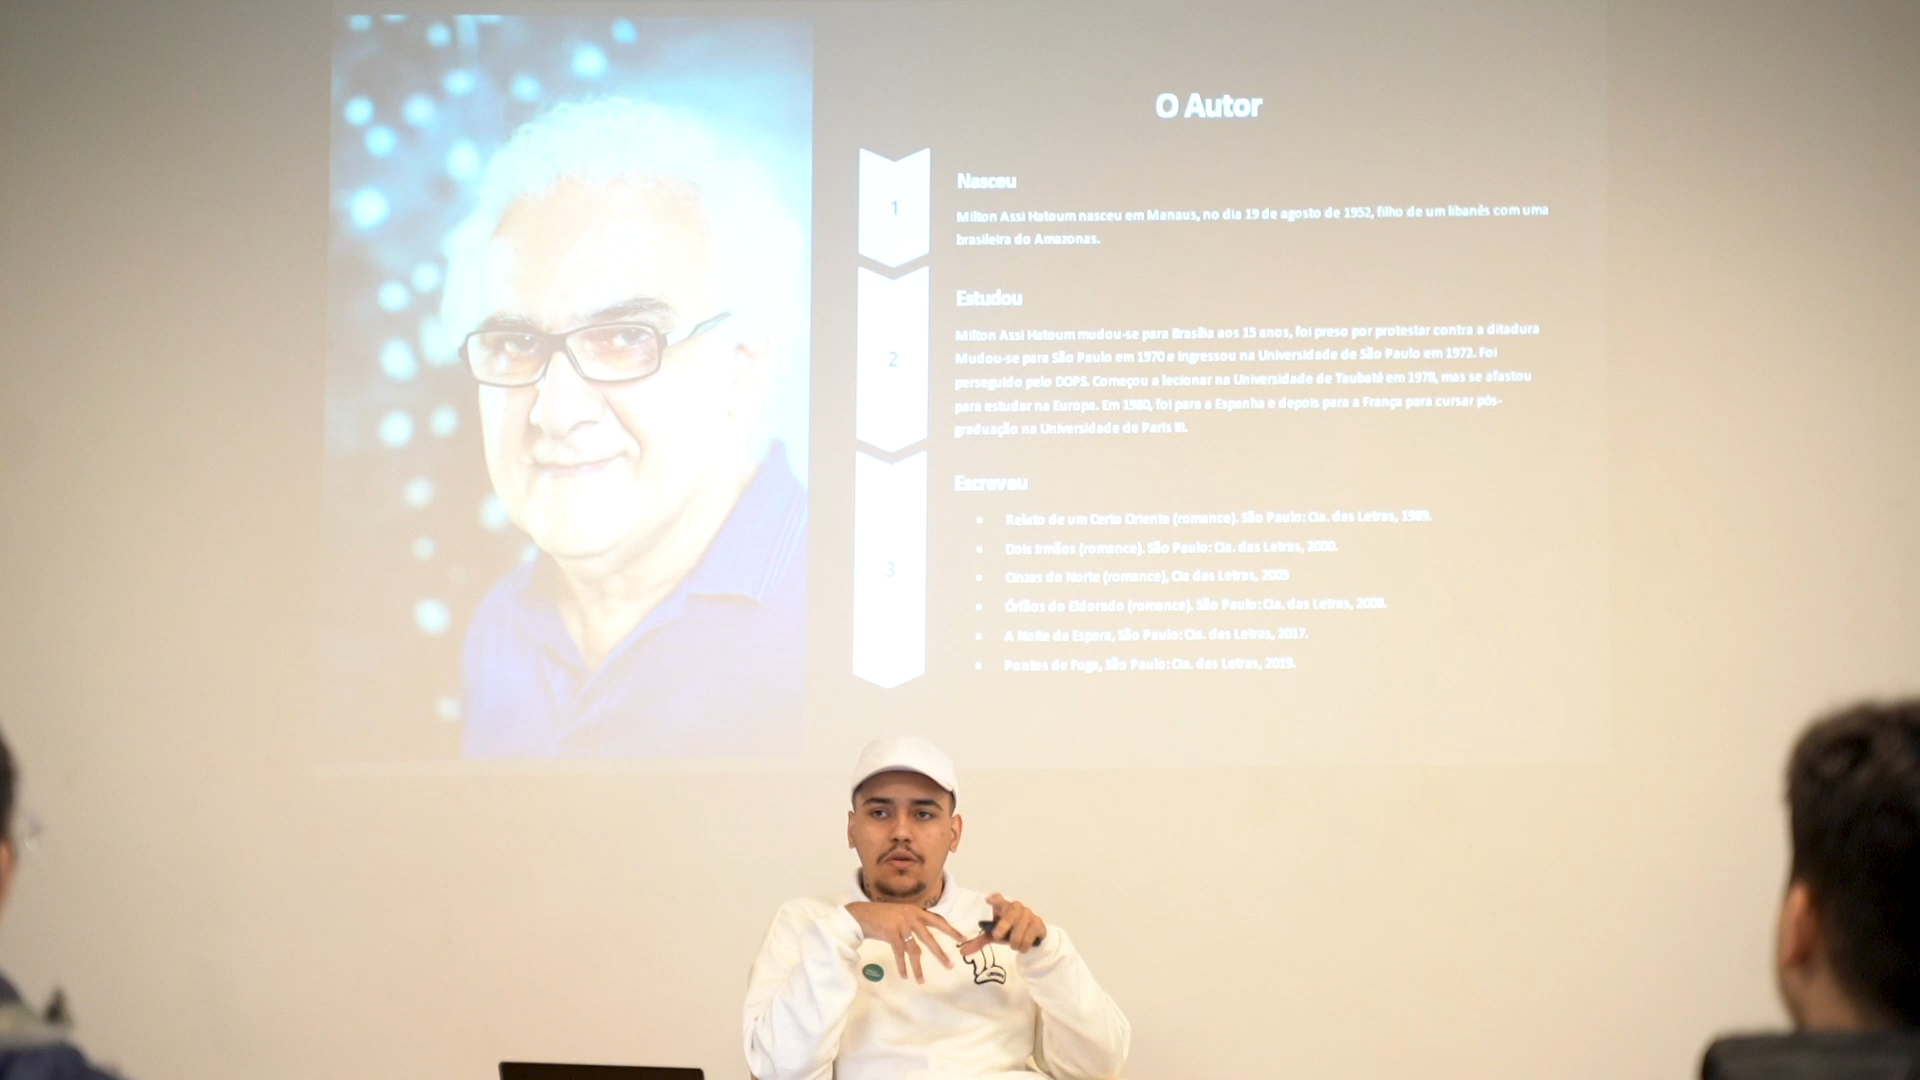 O Autor
1
Nasceu
Milton Assi Hatoum nasceu em Manaus, no dia 19 de agosto de 1952, filho de um libanês com uma
brasileira do Amazonas.
2
Estudou
Milton Assi Hatoum mudou-se para Brasília aos 15 anos, foi preso por protestar contra a ditadura
Mudou-se para São Paulo em 1970 e ingressou na Universidade de São Paulo em 1972. Foi
perseguido pelo DOPS. Começou a lecionar na Universidade de Taubaté em 1978, mas se afastou
para estudar na Europa. Em 1980, foi para a Espanha e depois para a França para cursar pós-
graduação na Universidade de Paris III.
3
Escreveu
• Relato de um Certo Oriente (romance). São Paulo: Cia. das Letras, 1989.
• Dois Irmãos (romance). São Paulo: Cia. das Letras, 2000.
• Cinzas do Norte (romance), Cia das Letras, 2005
• Órfãos do Eldorado (romance). São Paulo: Cia. das Letras, 2008.
• A Noite da Espera, São Paulo: Cia. das Letras, 2017.
• Pontos de Fuga, São Paulo: Cia. das Letras, 2019.